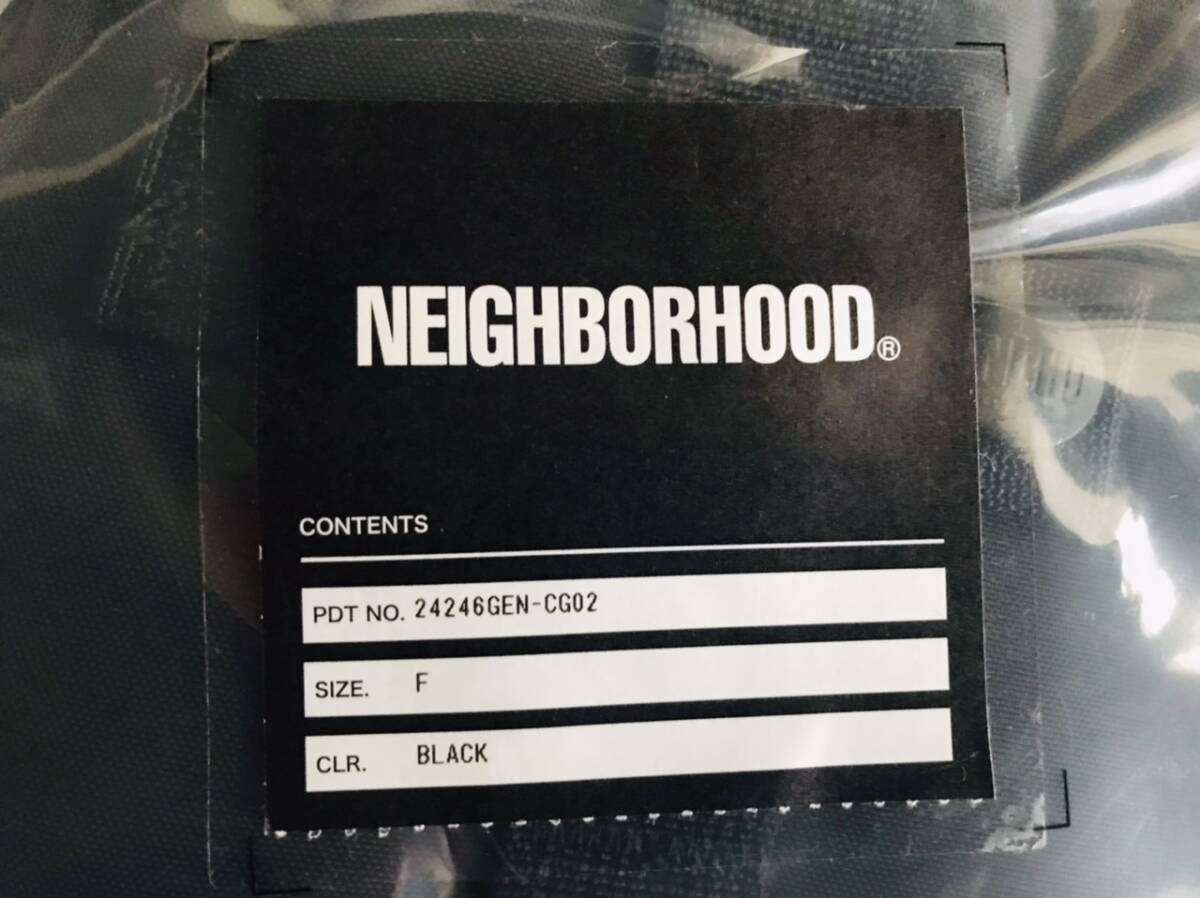 NEIGHBORHOOD®
CONTENTS
PDT NO. 24246GEN-CG02
SIZE. F
CLR. BLACK